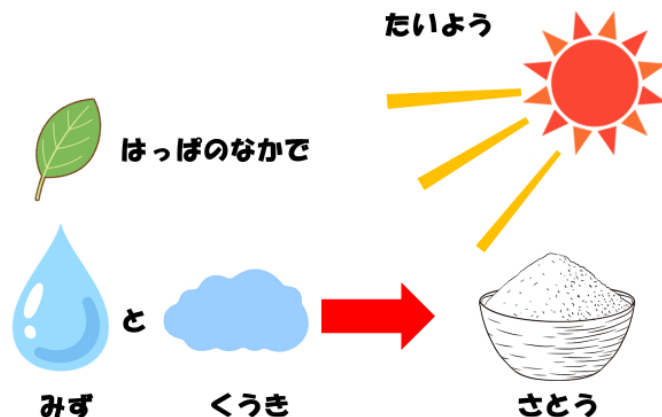 たいよう
はっぱのなかで
と
みず
くうき
さとう